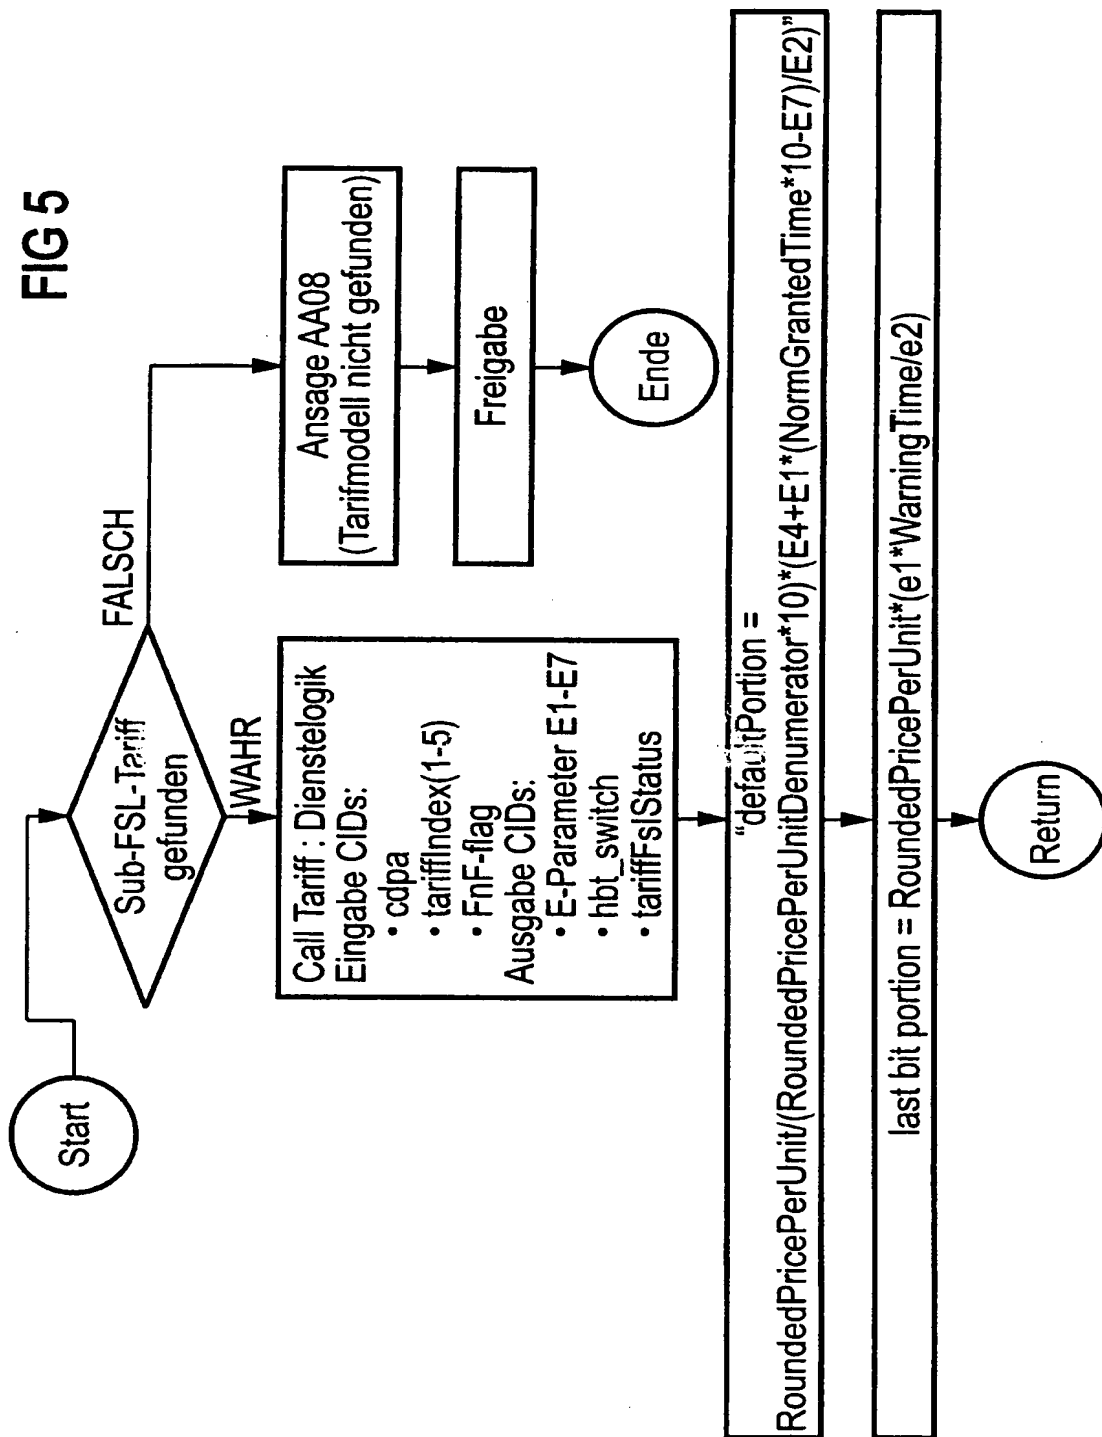 FIG 5
Start
Sub-FSL-Tariff
gefunden
FALSCH
WAHR
Call Tariff : Dienstelogik
Eingabe CIDs:
• cdpa
• tariffIndex(1-5)
• FnF-flag
Ausgabe CIDs:
• E-Parameter E1-E7
• hbt_switch
• tariffFslStatus
Ansage AA08
(Tarifmodell nicht gefunden)
Freigabe
Ende
“defaultPortion =
RoundedPricePerUnit/(RoundedPricePerUnitDenumerator*10)*(E4+E1*(NormGrantedTime*10-E7)/E2)”
last bit portion = RoundedPricePerUnit*(e1*WarningTime/e2)
Return